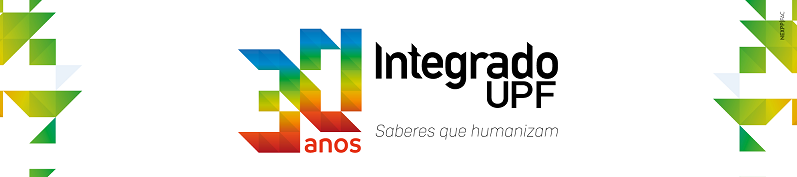 30
anos
Integrado
UPF
Saberes que humanizam